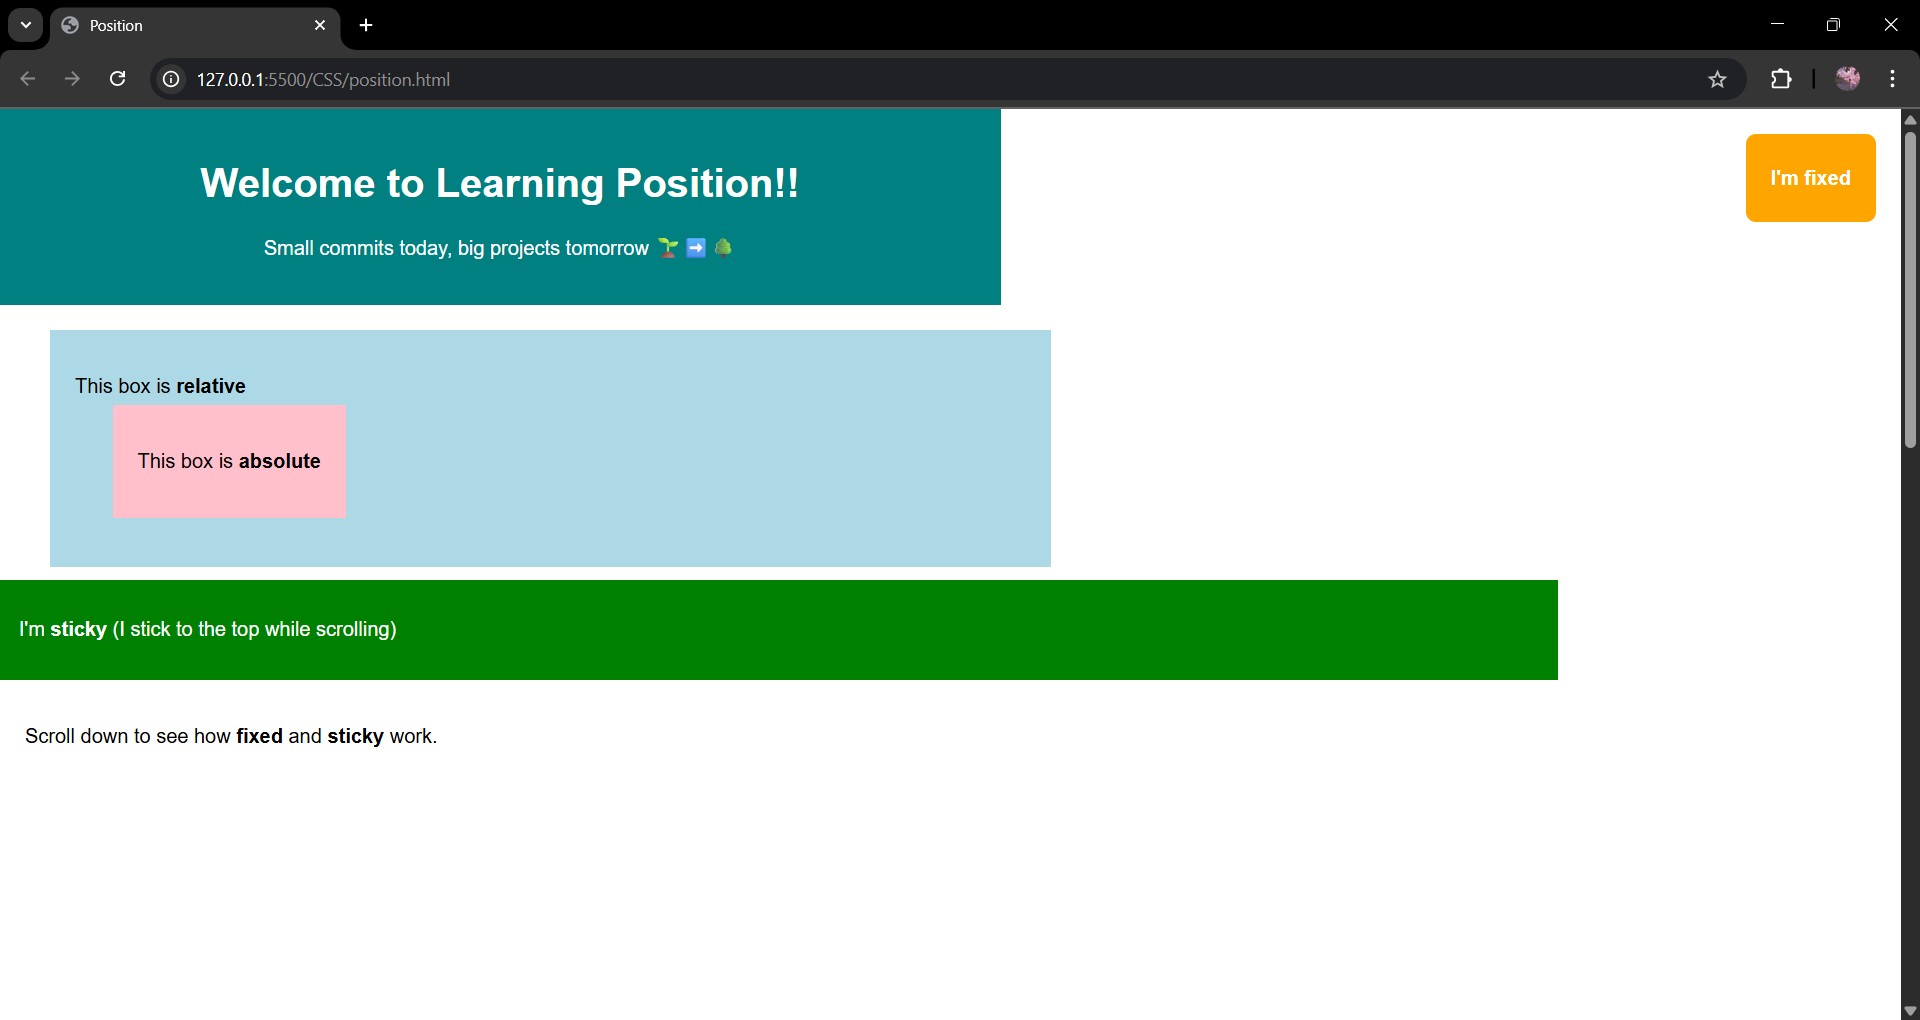 Position
127.0.0.1:5500/CSS/position.html
Welcome to Learning Position!!
I'm fixed
Small commits today, big projects tomorrow 🌱 ➡️ 🌳
This box is relative
This box is absolute
I'm sticky (I stick to the top while scrolling)
Scroll down to see how fixed and sticky work.